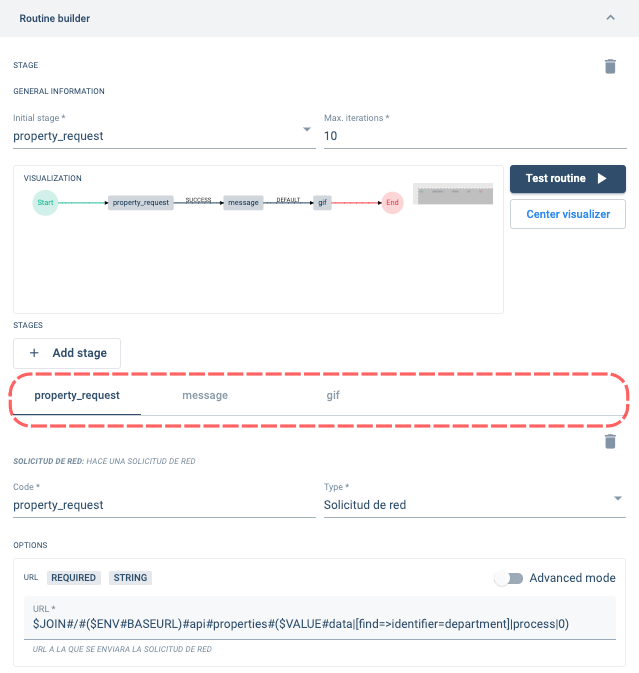 Routine builder
STAGE
GENERAL INFORMATION
Initial stage *
Max. iterations *
property_request
10
VISUALIZATION
Test routine
Start
property_request
SUCCESS
message
DEFAULT
gif
End
Center visualizer
STAGES
+ Add stage
property_request
message
gif
SOLICITUD DE RED: HACE UNA SOLICITUD DE RED
Code *
Type *
property_request
Solicitud de red
OPTIONS
URL REQUIRED STRING
Advanced mode
URL *
$JOIN#/#($ENV#BASEURL)#api#properties#($VALUE#data|[find=>identifier=department]|process|0)
URL A LA QUE SE ENVIARA LA SOLICITUD DE RED